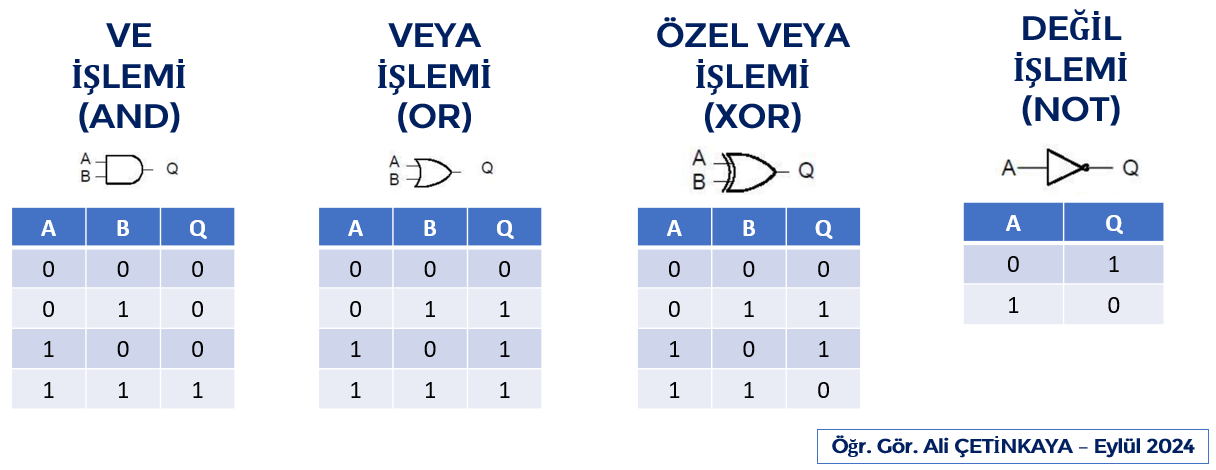 VE
İŞLEMİ
(AND)
A
B
Q
A B Q
0 0 0
0 1 0
1 0 0
1 1 1
VEYA
İŞLEMİ
(OR)
A
B
Q
A B Q
0 0 0
0 1 1
1 0 1
1 1 1
ÖZEL VEYA
İŞLEMİ
(XOR)
A
B
Q
A B Q
0 0 0
0 1 1
1 0 1
1 1 0
DEĞİL
İŞLEMİ
(NOT)
A Q
A Q
0 1
1 0
Öğr. Gör. Ali ÇETİNKAYA – Eylül 2024